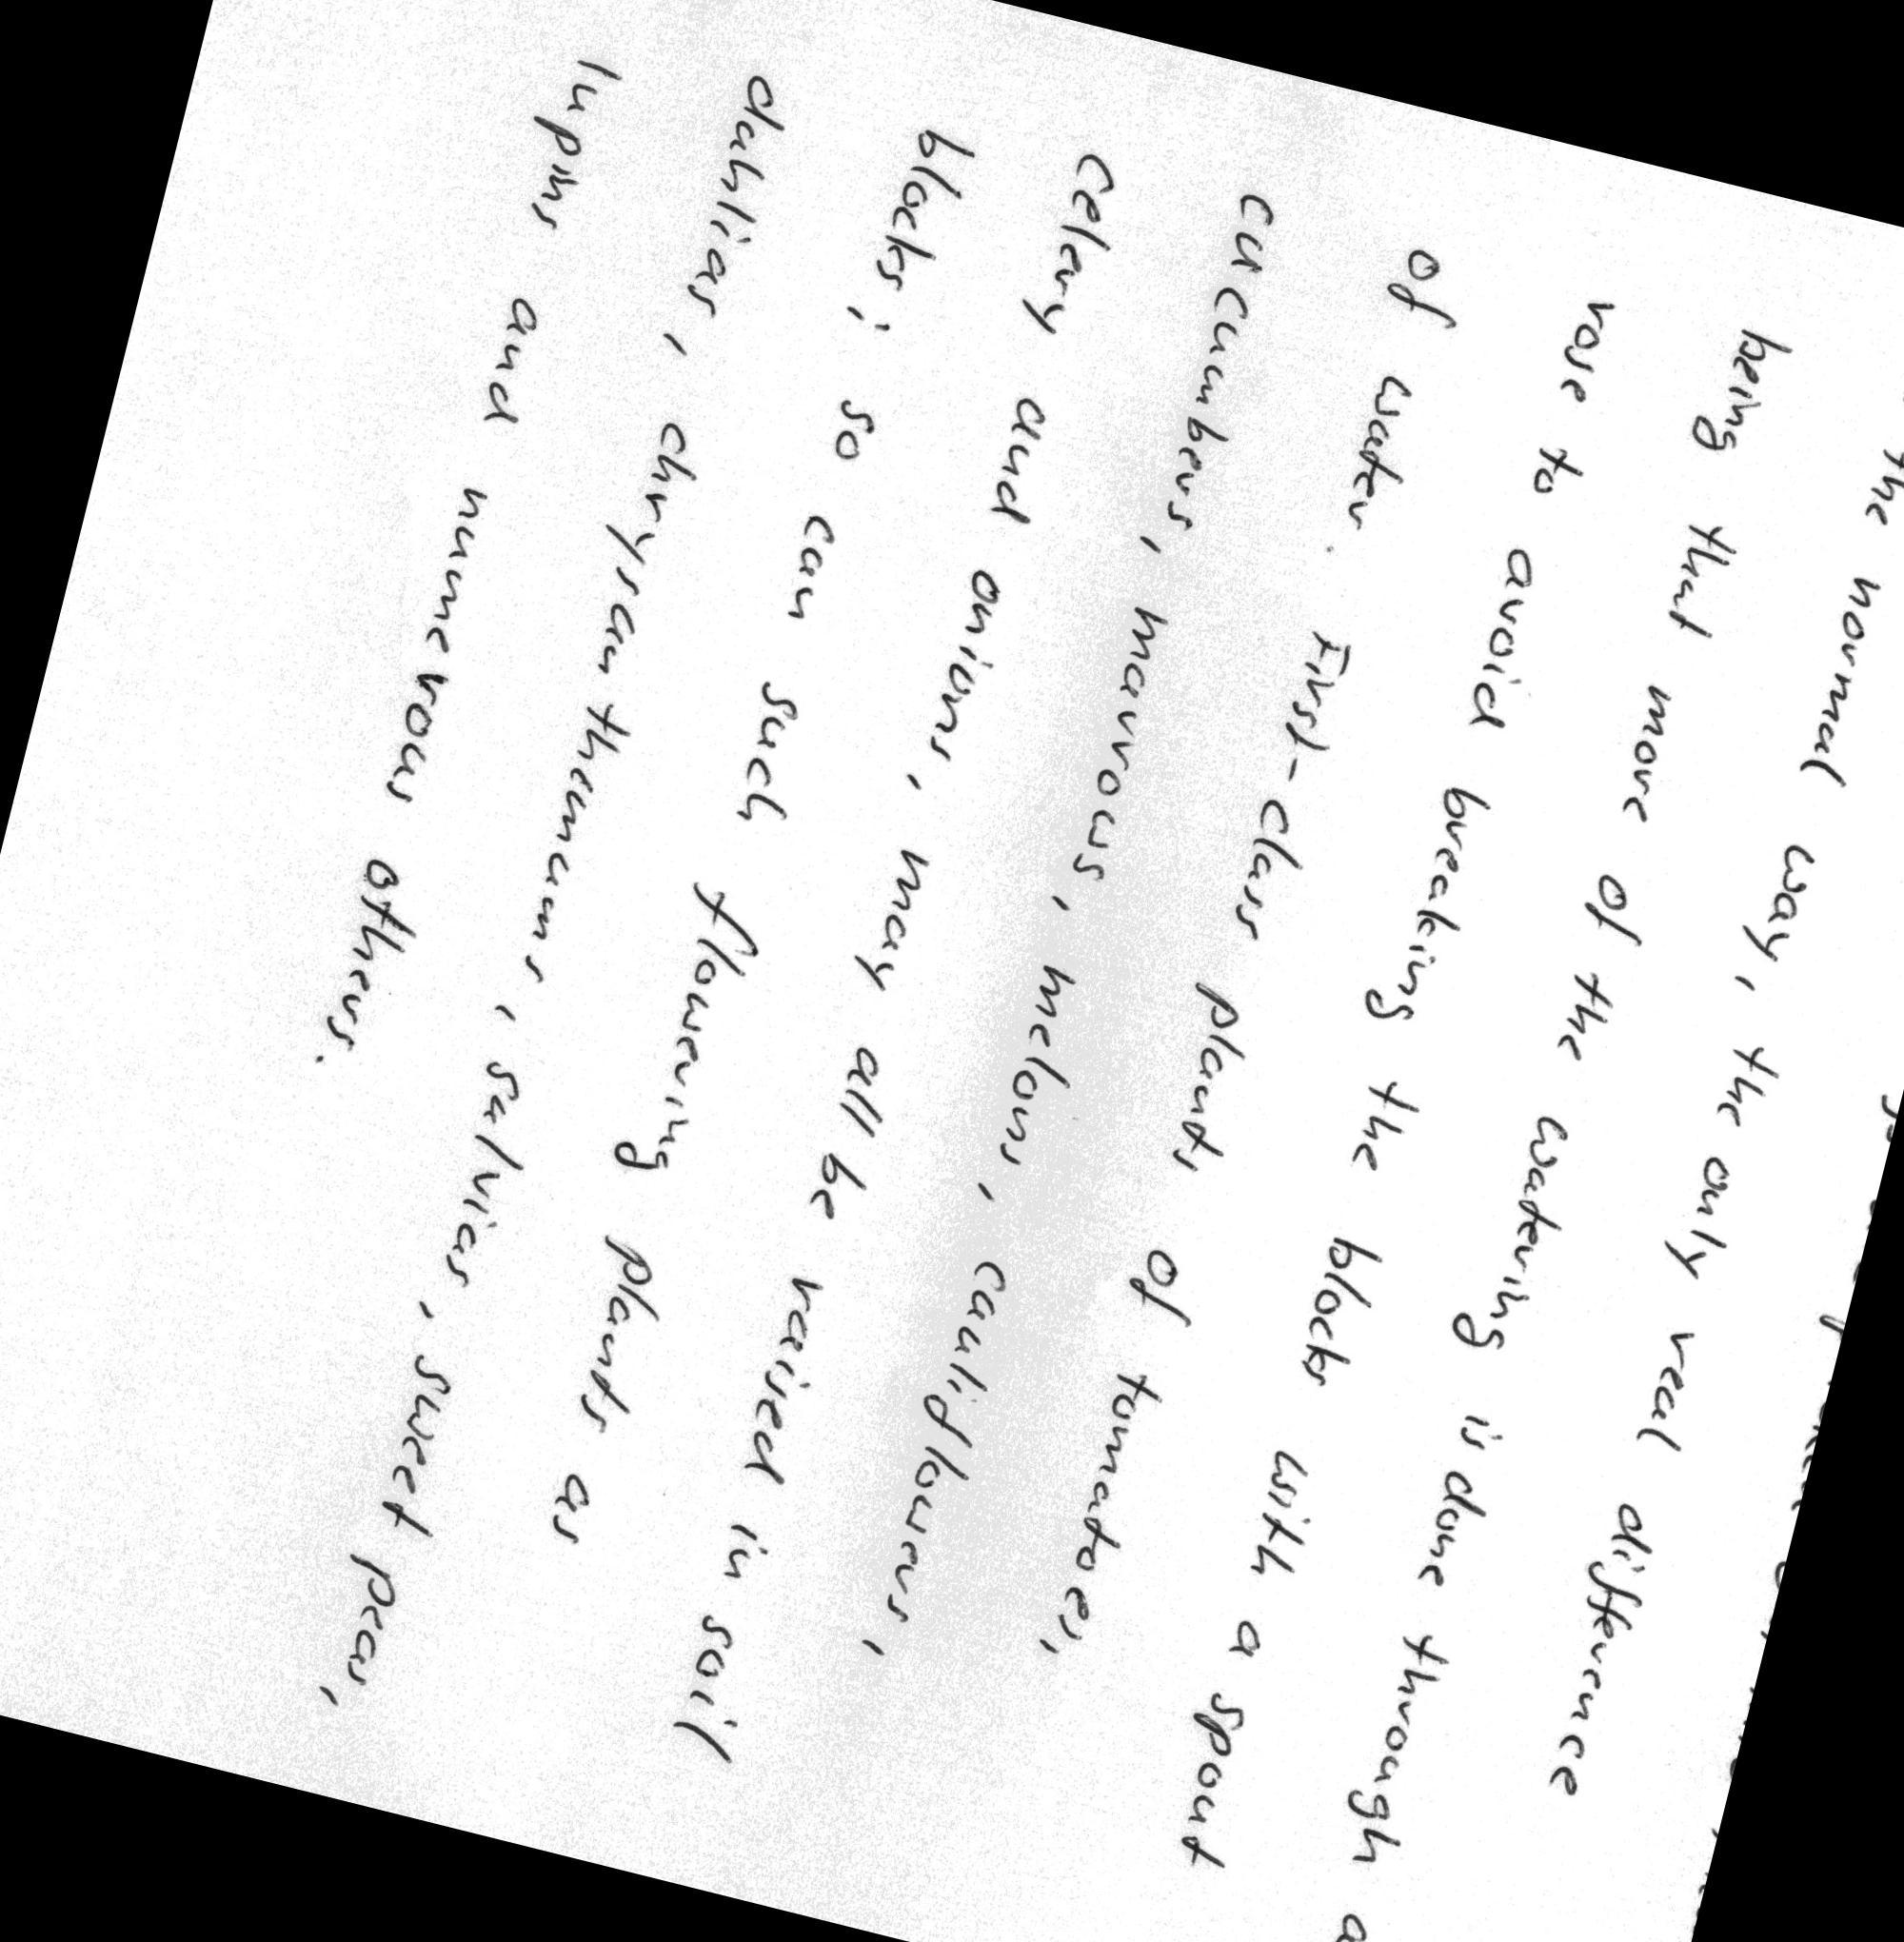 the normal way, the only real difference
being that more of the watering is done through a
rose to avoid breaking the blocks with a spout
of water. First-class plants of tomatoes,
cucumbers, marrows, melons, cauliflowers,
celery and onions, may all be raised in soil
blocks; so can such flowering plants as
dahlias, chrysanthemums, salvias, sweet peas,
lupins and numerous others.